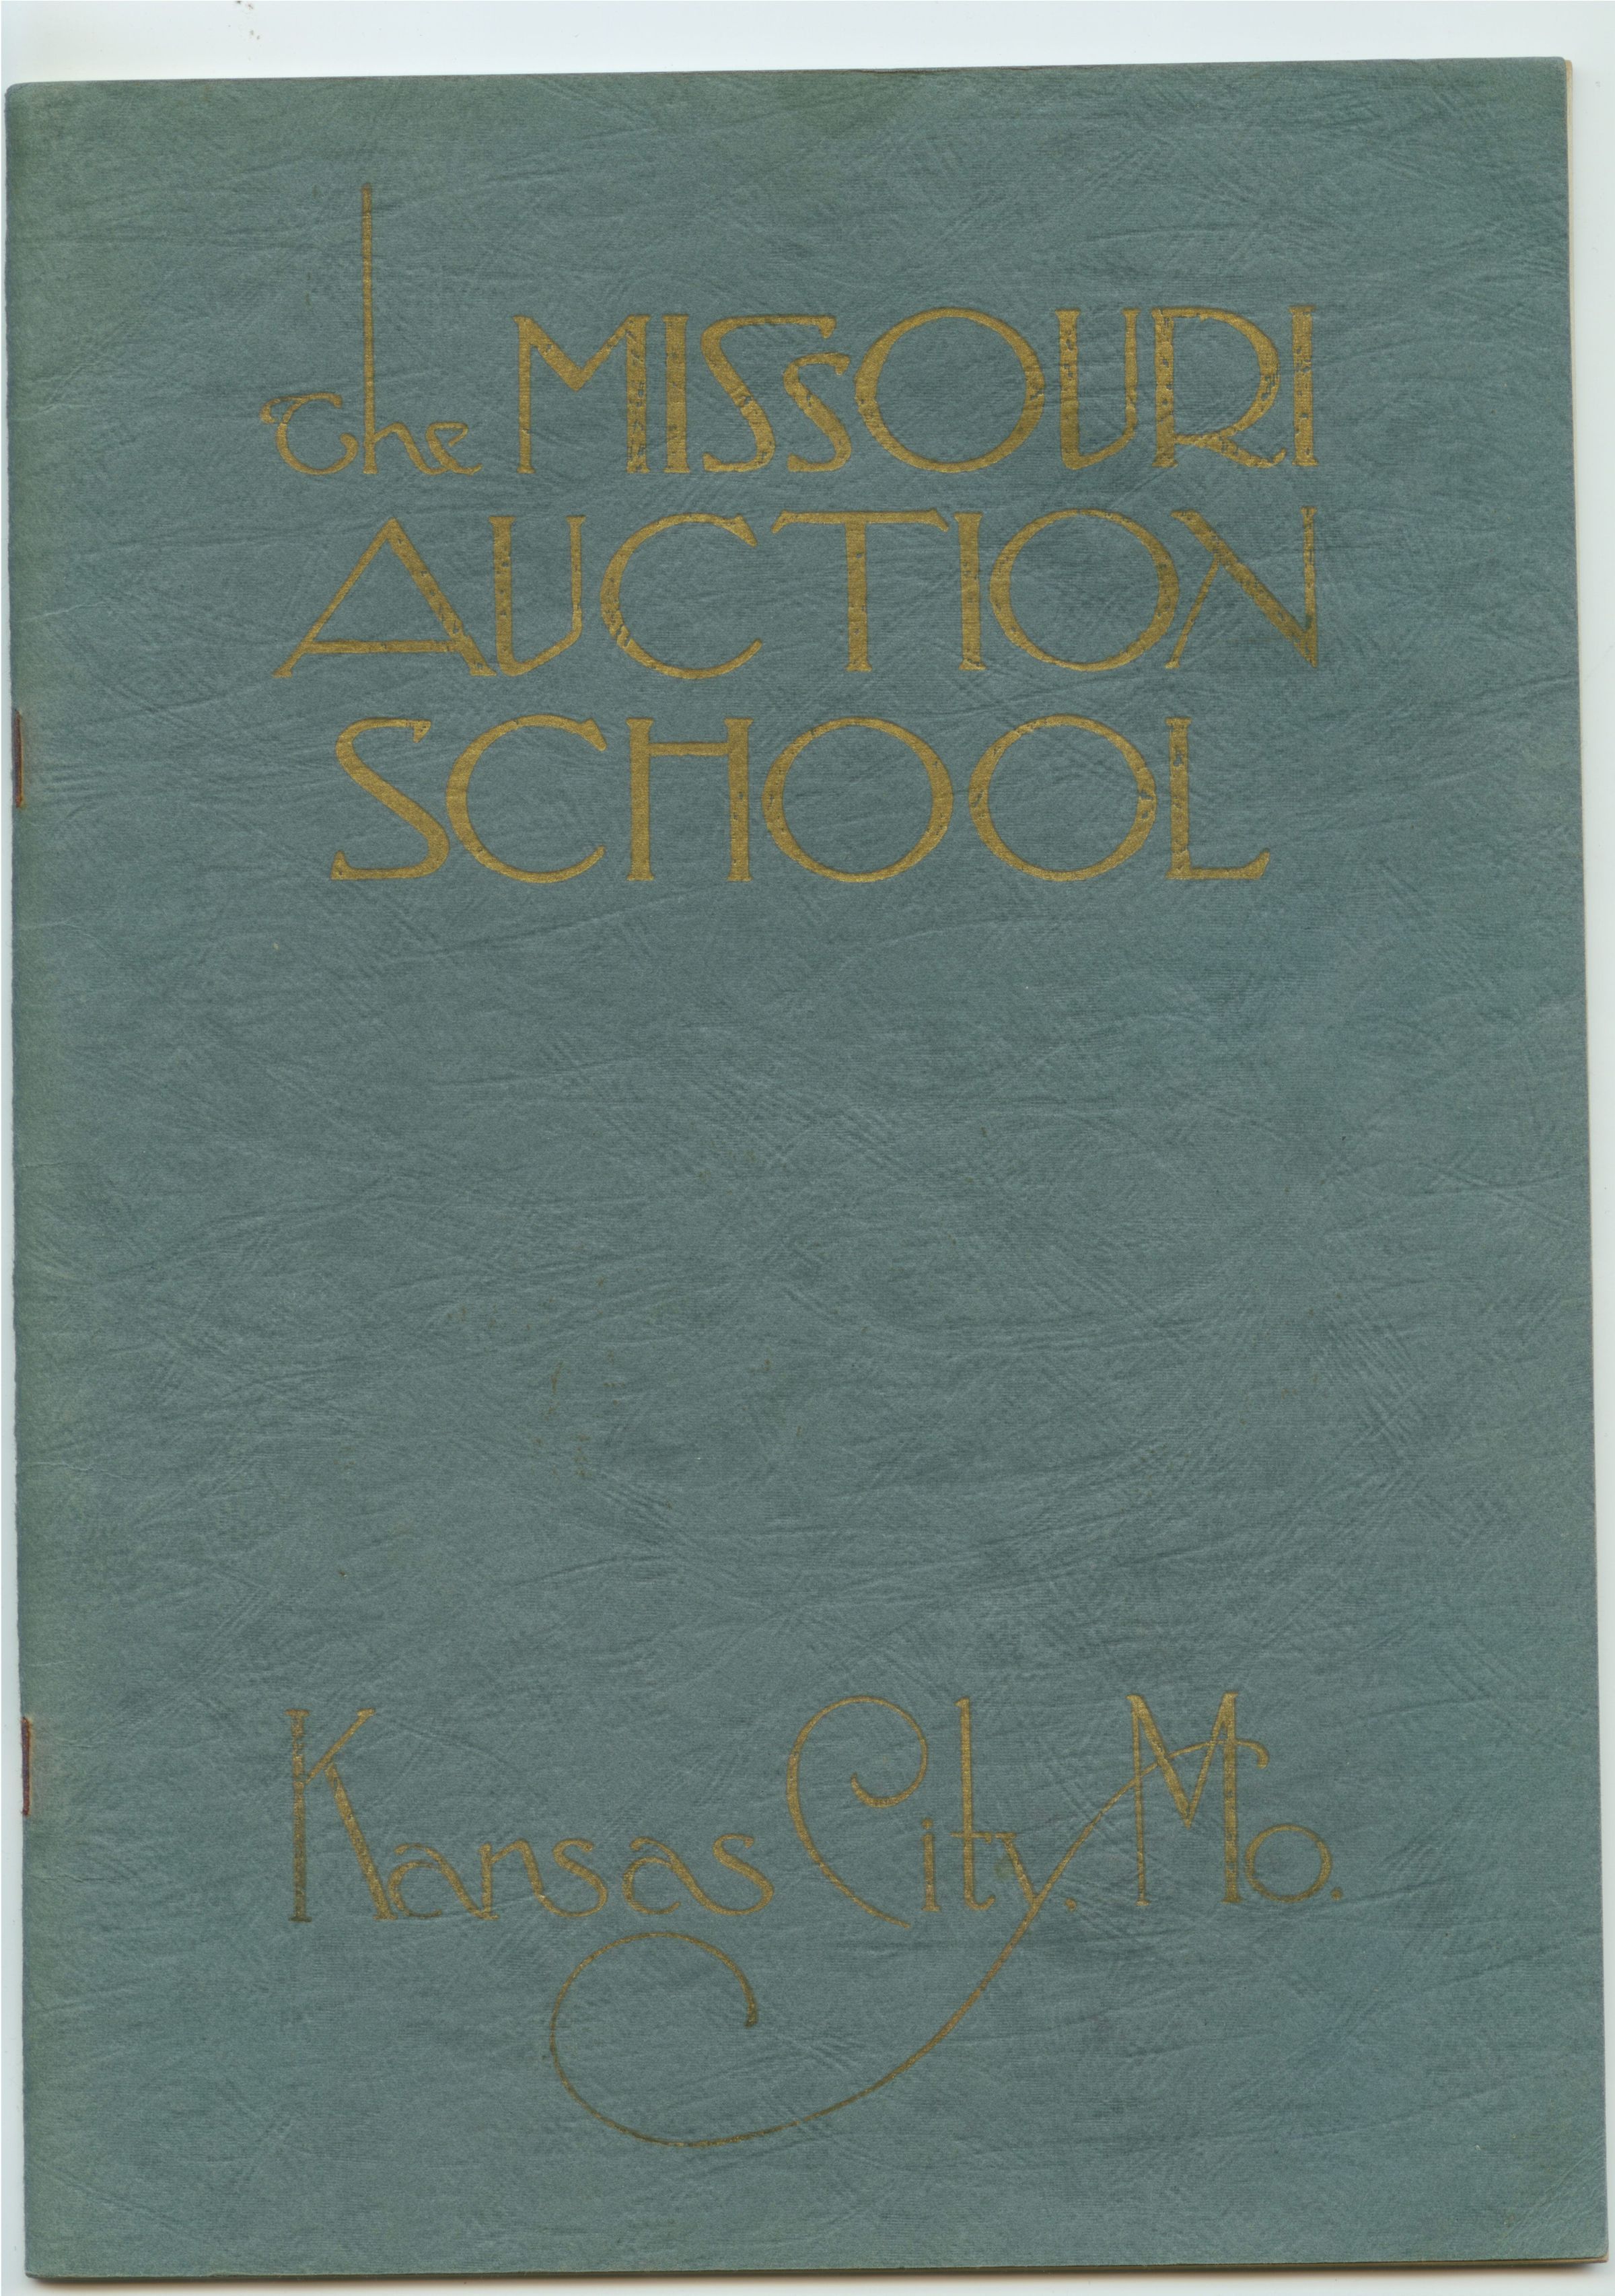 The MISSOURI
AUCTION
SCHOOL
Kansas City. Mo.